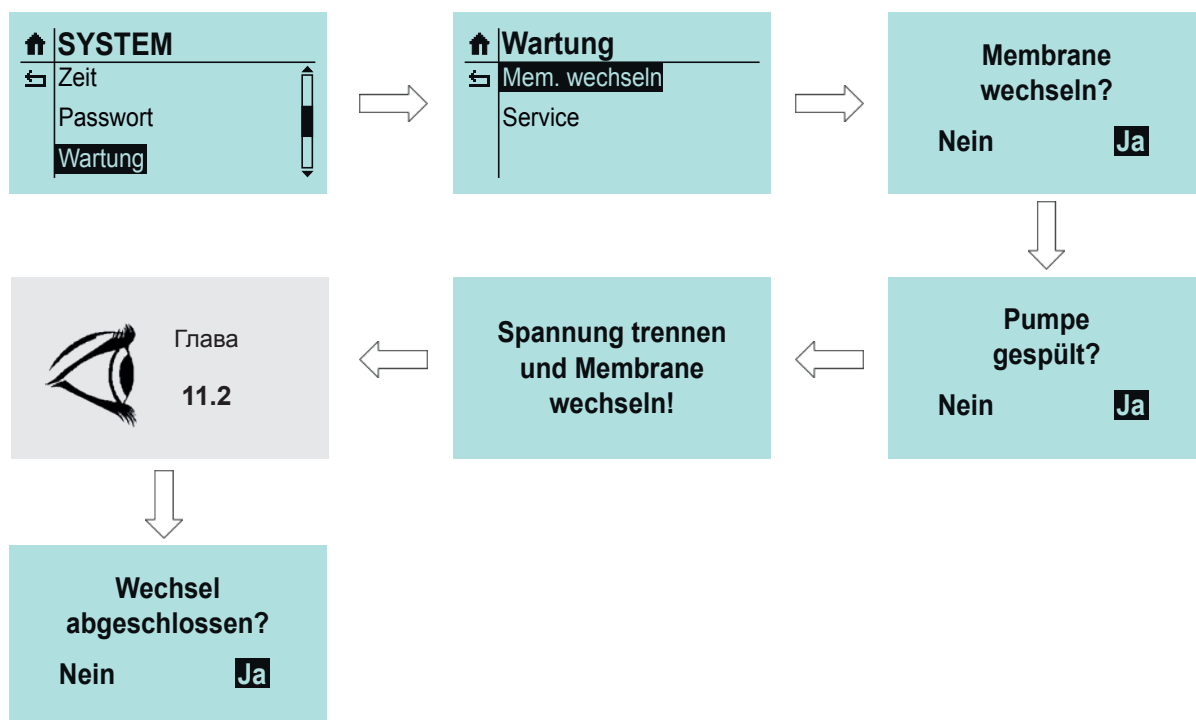 SYSTEM
Zeit
Passwort
Wartung
Wartung
Mem. wechseln
Service
Membrane
wechseln?
Nein Ja
Pumpe
gespült?
Nein Ja
Spannung trennen
und Membrane
wechseln!
Глава
11.2
Wechsel
abgeschlossen?
Nein Ja